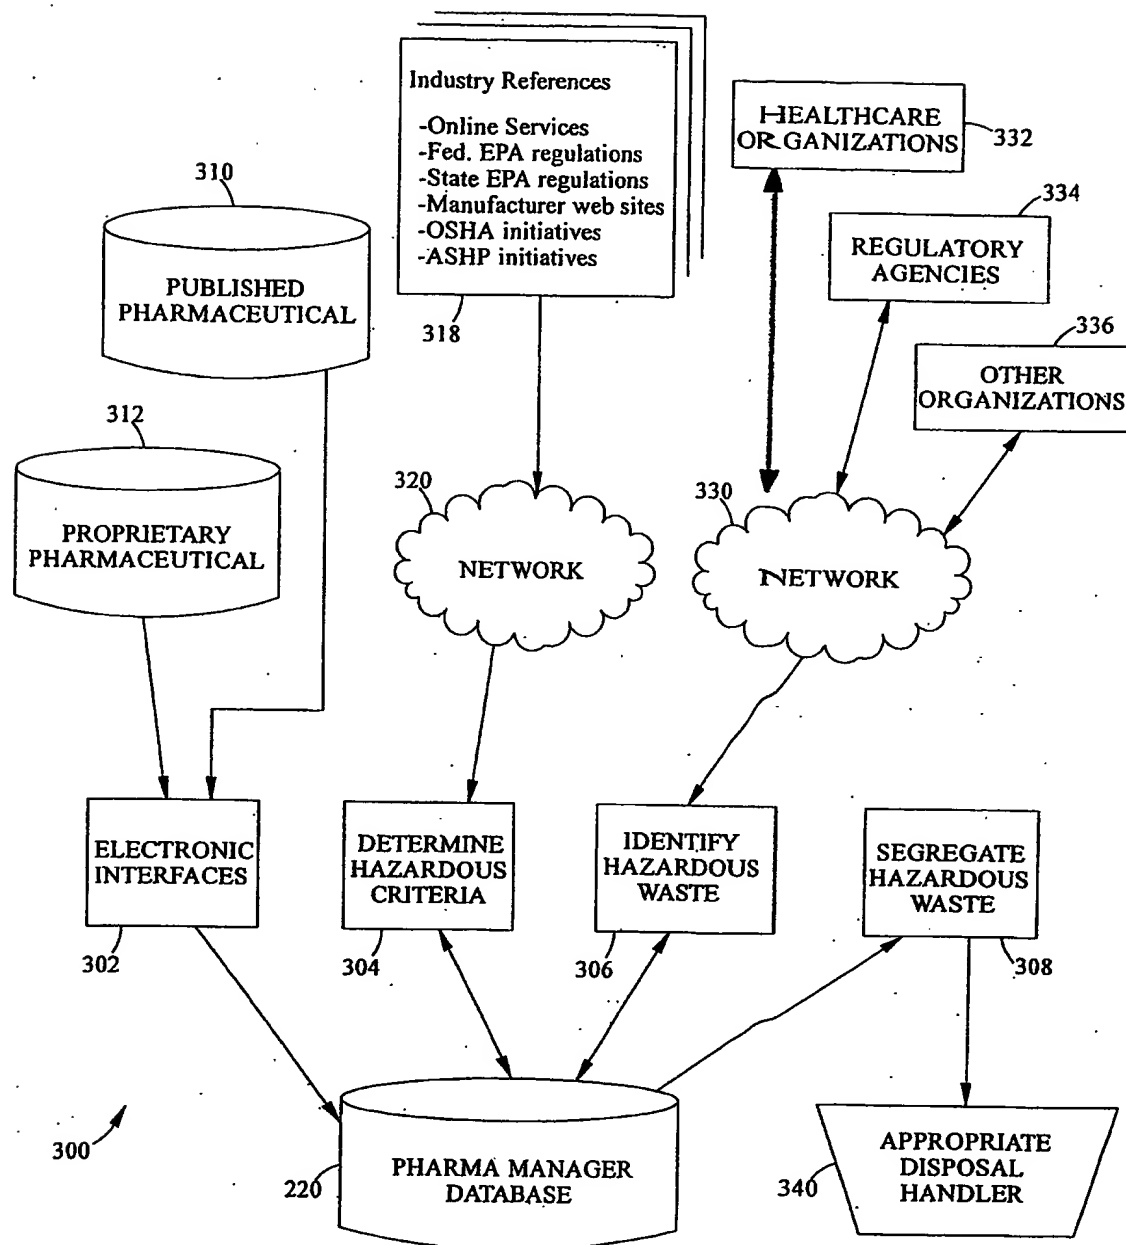 Industry References
-Online Services
-Fed. EPA regulations
-State EPA regulations
-Manufacturer web sites
-OSHA initiatives
-ASHP initiatives
318
HEALTHCARE
ORGANIZATIONS
332
310
PUBLISHED
PHARMACEUTICAL
334
REGULATORY
AGENCIES
336
OTHER
ORGANIZATIONS
312
PROPRIETARY
PHARMACEUTICAL
320
NETWORK
330
NETWORK
ELECTRONIC
INTERFACES
302
DETERMINE
HAZARDOUS
CRITERIA
304
IDENTIFY
HAZARDOUS
WASTE
306
SEGREGATE
HAZARDOUS
WASTE
308
300
220
PHARMA MANAGER
DATABASE
340
APPROPRIATE
DISPOSAL
HANDLER